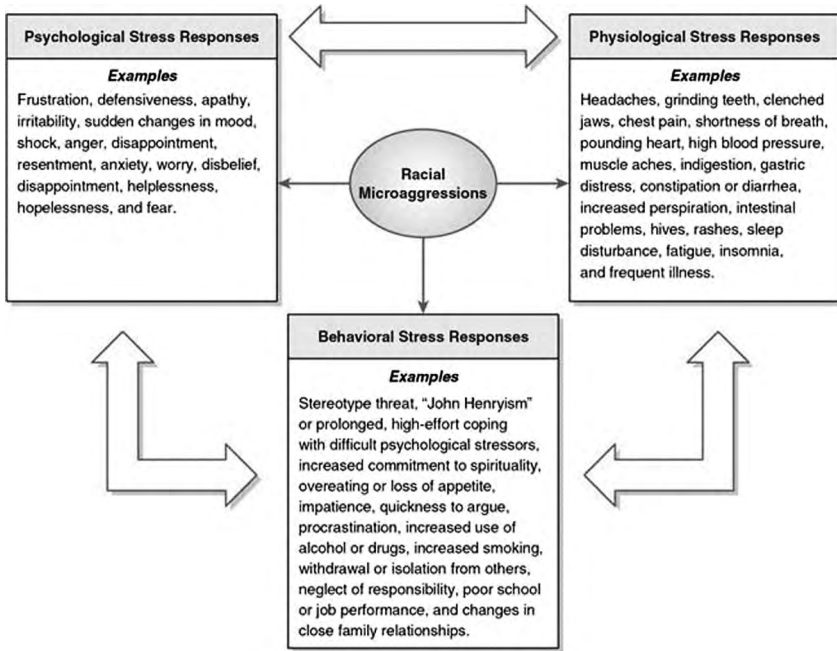 Psychological Stress Responses
Examples
Frustration, defensiveness, apathy,
irritability, sudden changes in mood,
shock, anger, disappointment,
resentment, anxiety, worry, disbelief,
disappointment, helplessness,
hopelessness, and fear.
Racial
Microaggressions
Physiological Stress Responses
Examples
Headaches, grinding teeth, clenched
jaws, chest pain, shortness of breath,
pounding heart, high blood pressure,
muscle aches, indigestion, gastric
distress, constipation or diarrhea,
increased perspiration, intestinal
problems, hives, rashes, sleep
disturbance, fatigue, insomnia,
and frequent illness.
Behavioral Stress Responses
Examples
Stereotype threat, “John Henryism”
or prolonged, high-effort coping
with difficult psychological stressors,
increased commitment to spirituality,
overeating or loss of appetite,
impatience, quickness to argue,
procrastination, increased use of
alcohol or drugs, increased smoking,
withdrawal or isolation from others,
neglect of responsibility, poor school
or job performance, and changes in
close family relationships.